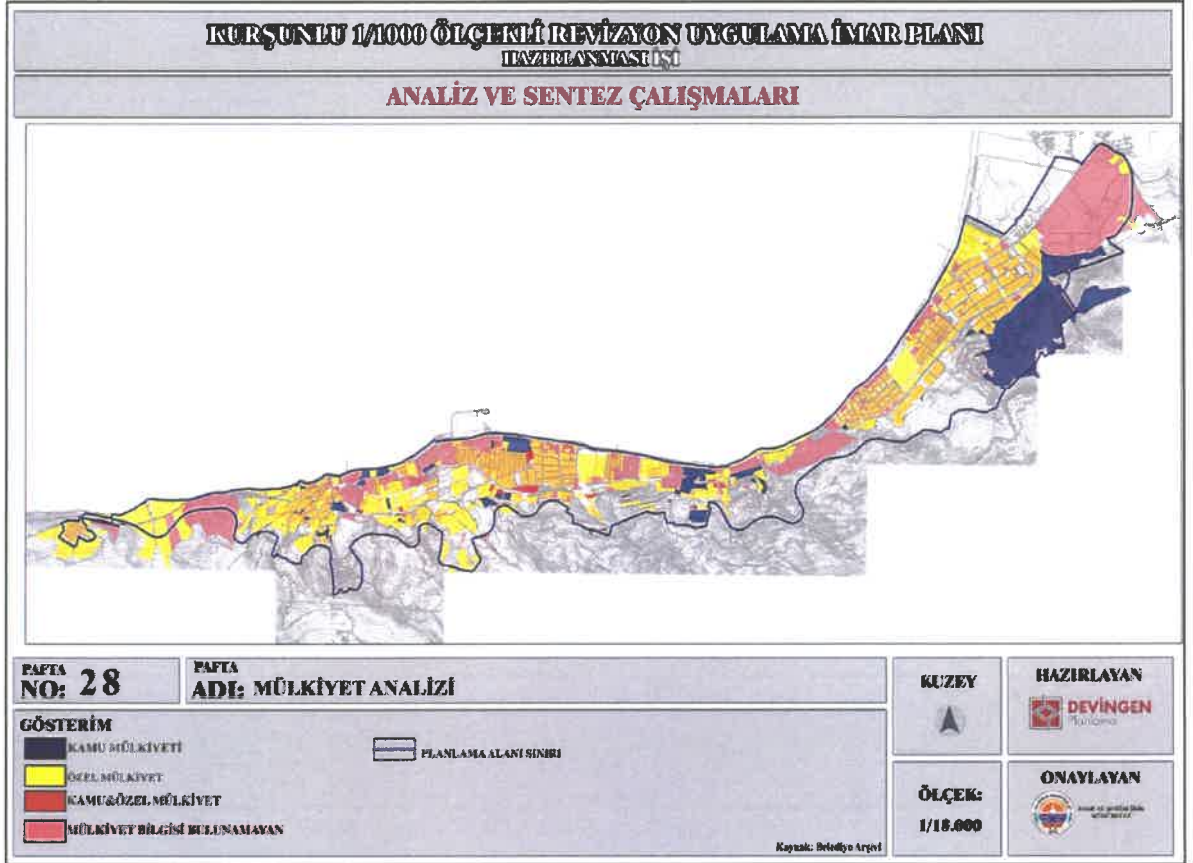 KURŞUNLU 1/1000 ÖLÇEKLİ REVİZYON UYGULAMA İMAR PLANI
HAZIRLANMASI İŞİ
ANALİZ VE SENTEZ ÇALIŞMALARI
PAFTA
NO: 28
PAFTA
ADI: MÜLKİYET ANALİZİ
KUZEY
HAZIRLAYAN
DEVİNGEN
Planlama
GÖSTERİM
KAMU MÜLKİYETİ
ÖZEL MÜLKİYET
KAMU&ÖZEL MÜLKİYET
MÜLKİYET BİLGİSİ BULUNAMAYAN
PLANLAMA ALANI SINIRI
Kaynak: Belediye Arşivi
ÖLÇEK:
1/18.000
ONAYLAYAN